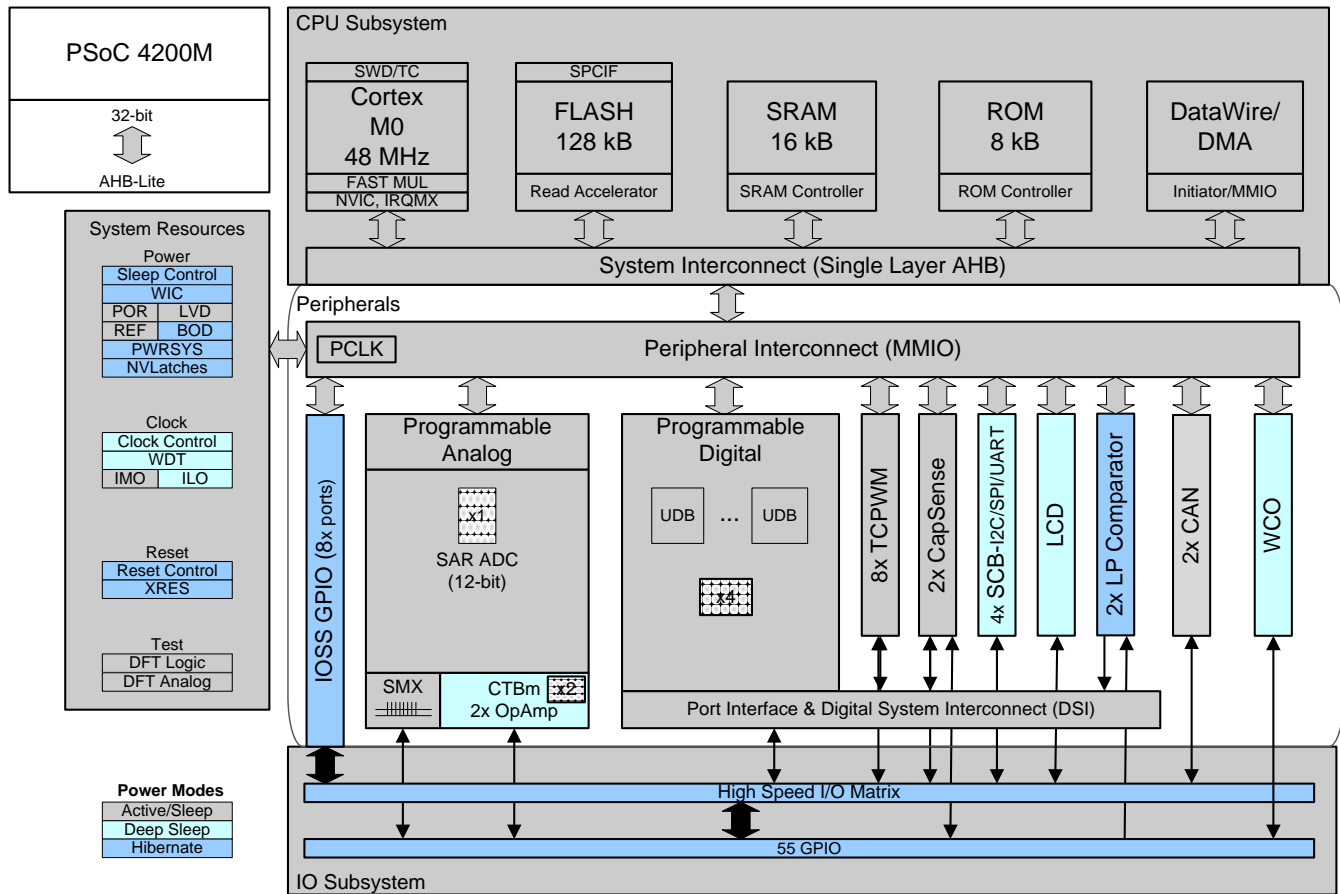 PSoC 4200M
32-bit
AHB-Lite
CPU Subsystem
SWD/TC
Cortex
M0
48 MHz
FAST MUL
NVIC, IRQMX
SPCIF
FLASH
128 kB
Read Accelerator
SRAM
16 kB
SRAM Controller
ROM
8 kB
ROM Controller
DataWire/
DMA
Initiator/MMIO
System Interconnect (Single Layer AHB)
System Resources
Power
Sleep Control
WIC
POR LVD
REF BOD
PWRSYS
NVLatches
Clock
Clock Control
WDT
IMO ILO
Reset
Reset Control
XRES
Test
DFT Logic
DFT Analog
Peripherals
PCLK
Peripheral Interconnect (MMIO)
IOSS GPIO (8x ports)
Programmable
Analog
x1
SAR ADC
(12-bit)
SMX
CTBm
x2
2x OpAmp
Programmable
Digital
UDB ... UDB
x4
8x TCPWM
2x CapSense
4x SCB-I2C/SPI/UART
LCD
2x LP Comparator
2x CAN
WCO
Port Interface & Digital System Interconnect (DSI)
High Speed I/O Matrix
55 GPIO
IO Subsystem
Power Modes
Active/Sleep
Deep Sleep
Hibernate